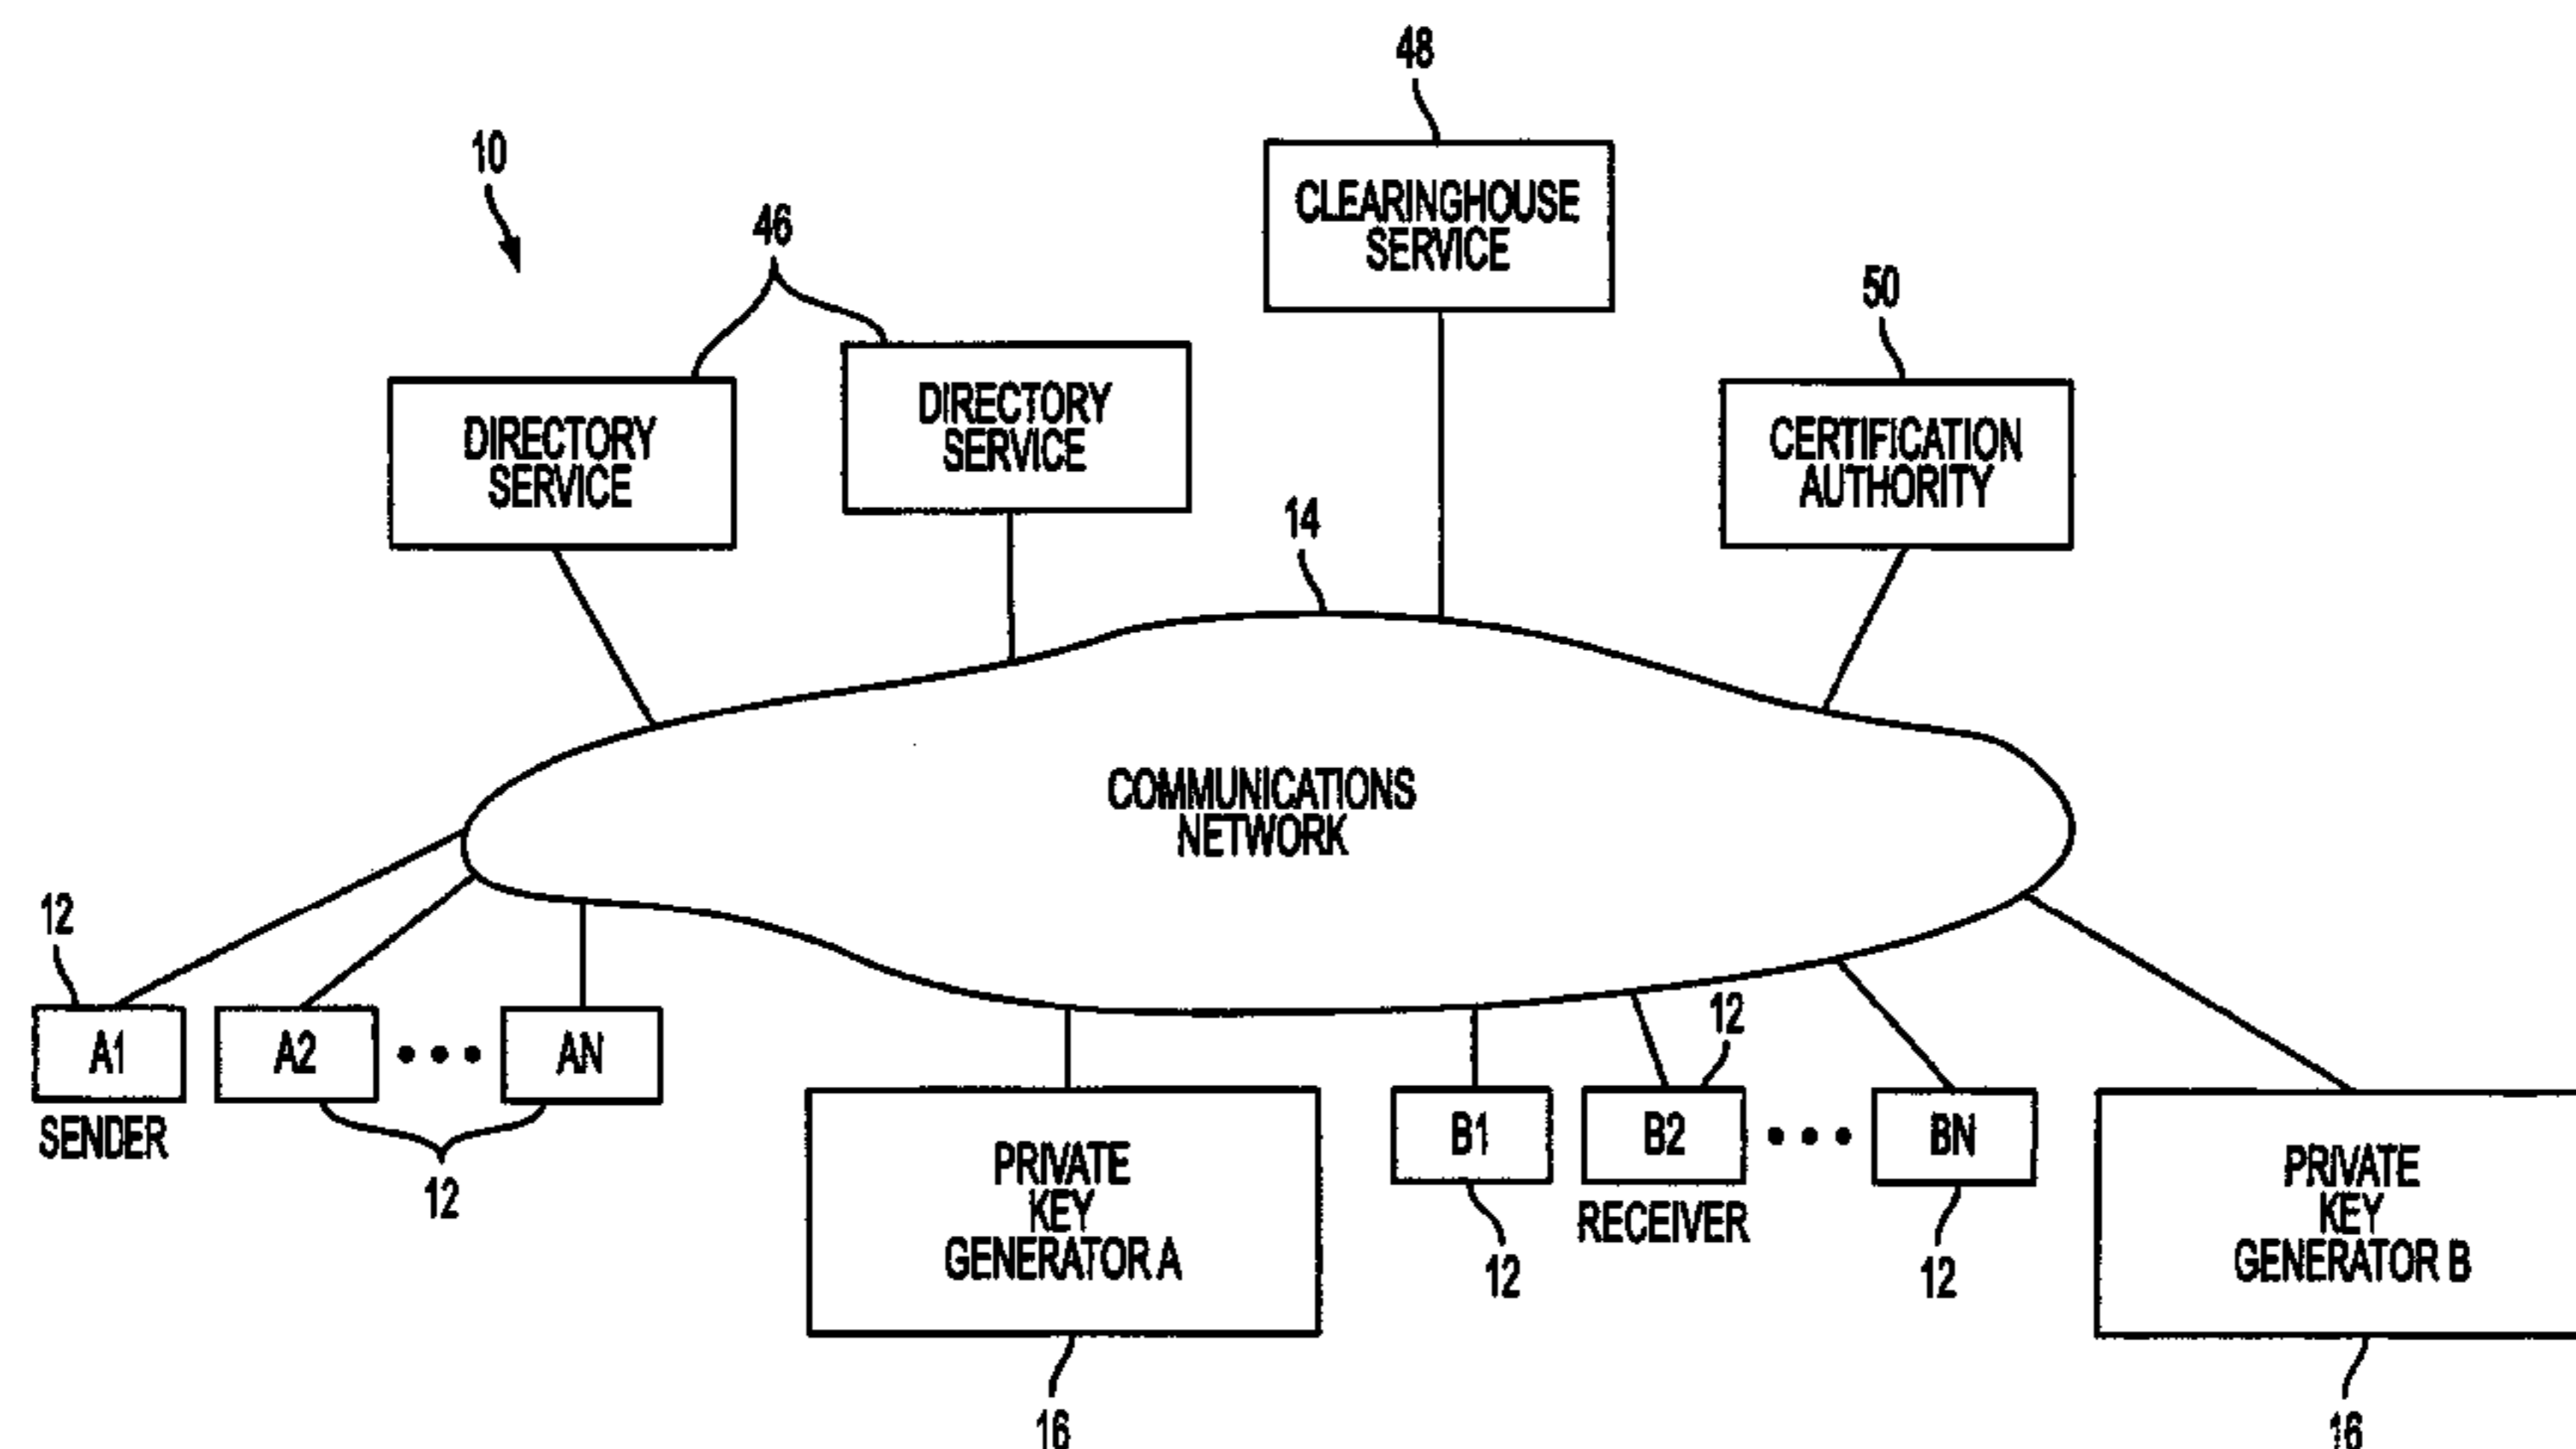 48
10
46
CLEARINGHOUSE
SERVICE
50
DIRECTORY
SERVICE
DIRECTORY
SERVICE
CERTIFICATION
AUTHORITY
14
COMMUNICATIONS
NETWORK
12
A1
A2
•••
AN
SENDER
12
PRIVATE
KEY
GENERATOR A
16
B1
12
12
B2
RECEIVER
•••
BN
12
PRIVATE
KEY
GENERATOR B
16